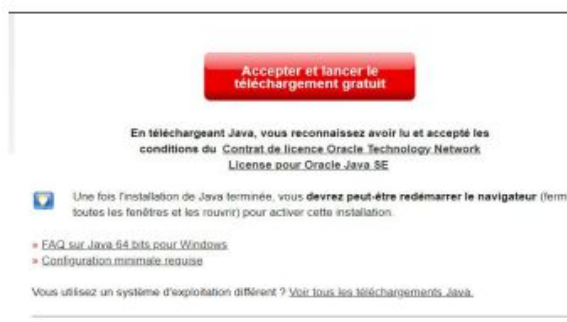 Accepter et lancer le
téléchargement gratuit
En téléchargeant Java, vous reconnaissez avoir lu et accepté les
conditions du Contrat de licence Oracle Technology Network
License pour Oracle Java SE
Une fois l'installation de Java terminée, vous devrez peut-être redémarrer le navigateur (ferm
toutes les fenêtres et les rouvrir) pour activer cette installation.
» FAQ sur Java 64 bits pour Windows
» Configuration minimale requise
Vous utilisez un système d'exploitation différent ? Voir tous les téléchargements Java.